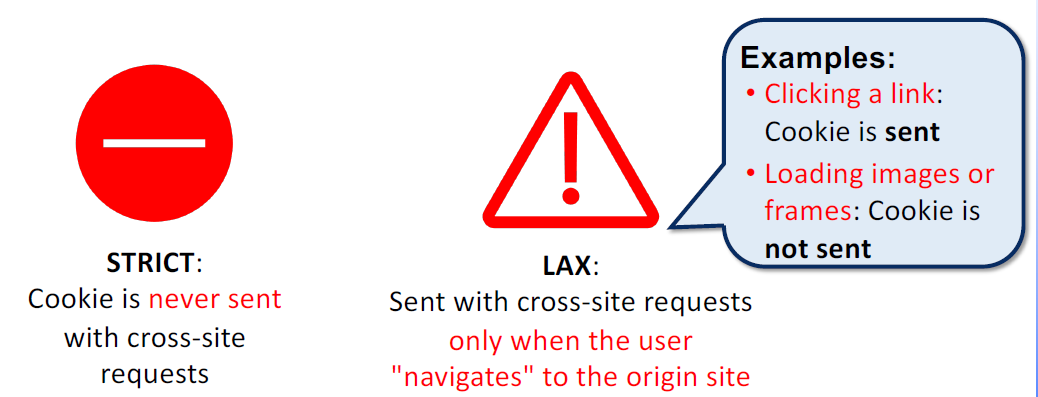 STRICT:
Cookie is never sent
with cross-site
requests
LAX:
Sent with cross-site requests
only when the user
"navigates" to the origin site
Examples:
• Clicking a link:
Cookie is sent
• Loading images or
frames: Cookie is
not sent